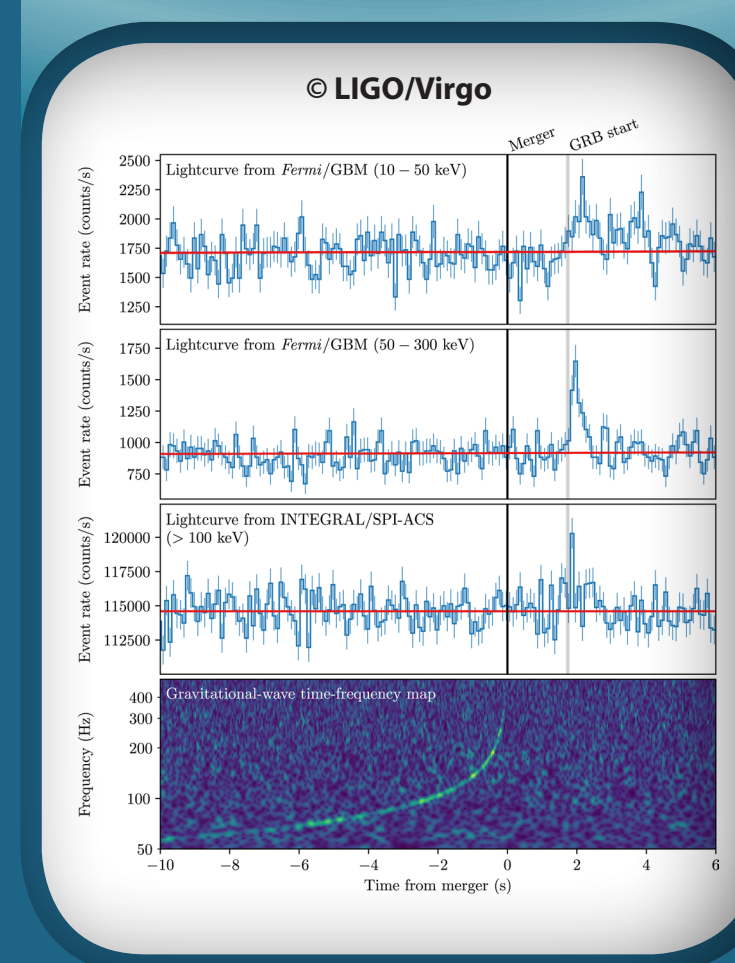 © LIGO/Virgo
Merger
GRB start
Lightcurve from Fermi/GBM (10 − 50 keV)
Event rate (counts/s)
2500
2250
2000
1750
1500
1250
Lightcurve from Fermi/GBM (50 − 300 keV)
Event rate (counts/s)
1750
1500
1250
1000
750
Lightcurve from INTEGRAL/SPI-ACS
(> 100 keV)
Event rate (counts/s)
120000
117500
115000
112500
Gravitational-wave time-frequency map
Frequency (Hz)
400
300
200
100
50
−10 −8 −6 −4 −2 0 2 4 6
Time from merger (s)